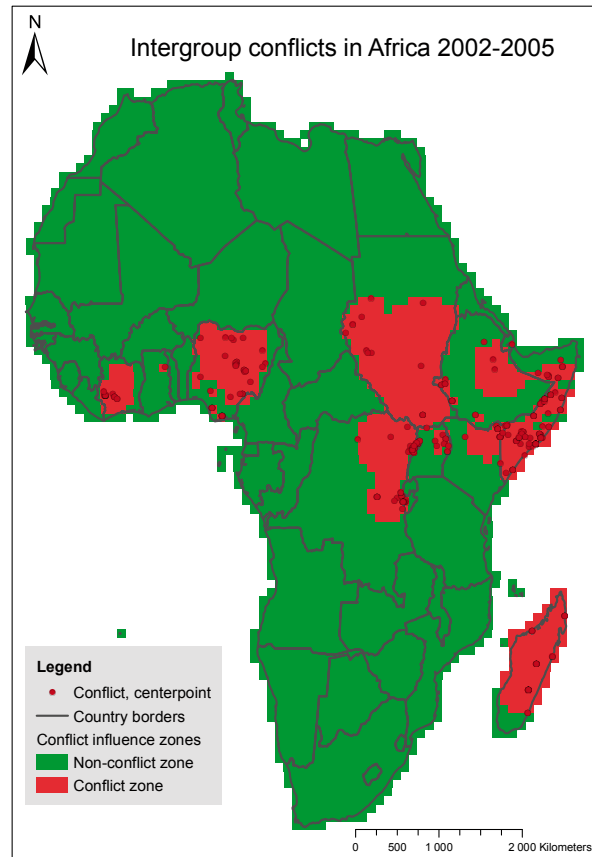 N
Intergroup conflicts in Africa 2002-2005
Legend
Conflict, centerpoint
Country borders
Conflict influence zones
Non-conflict zone
Conflict zone
0 500 1 000 2 000 Kilometers